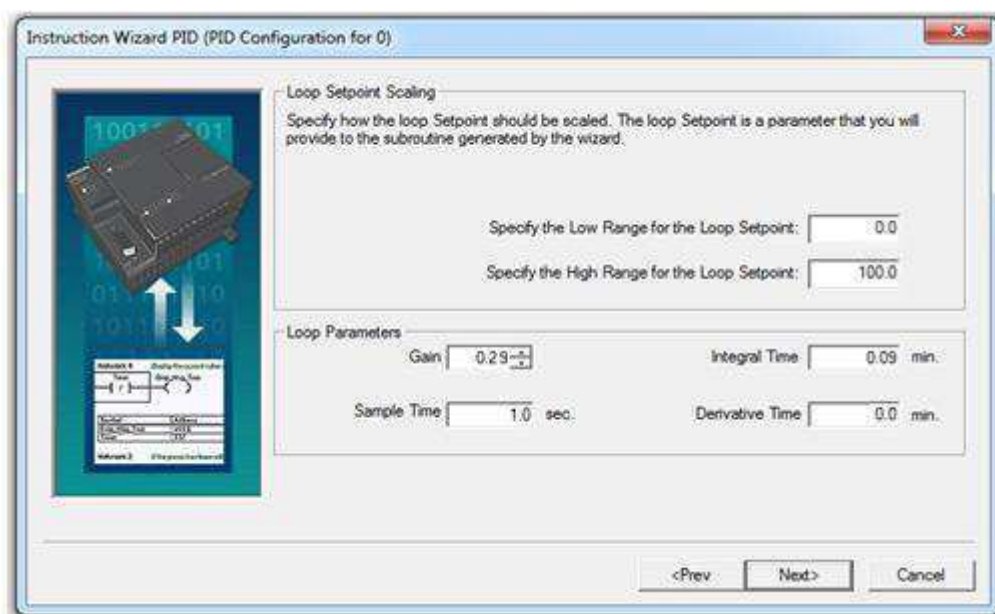 Instruction Wizard PID (PID Configuration for 0)
Loop Setpoint Scaling
Specify how the loop Setpoint should be scaled. The loop Setpoint is a parameter that you will
provide to the subroutine generated by the wizard.
Specify the Low Range for the Loop Setpoint: 0.0
Specify the High Range for the Loop Setpoint: 100.0
Loop Parameters
Gain 0.29 Integral Time 0.09 min.
Sample Time 1.0 sec. Derivative Time 0.0 min.
<Prev Next> Cancel